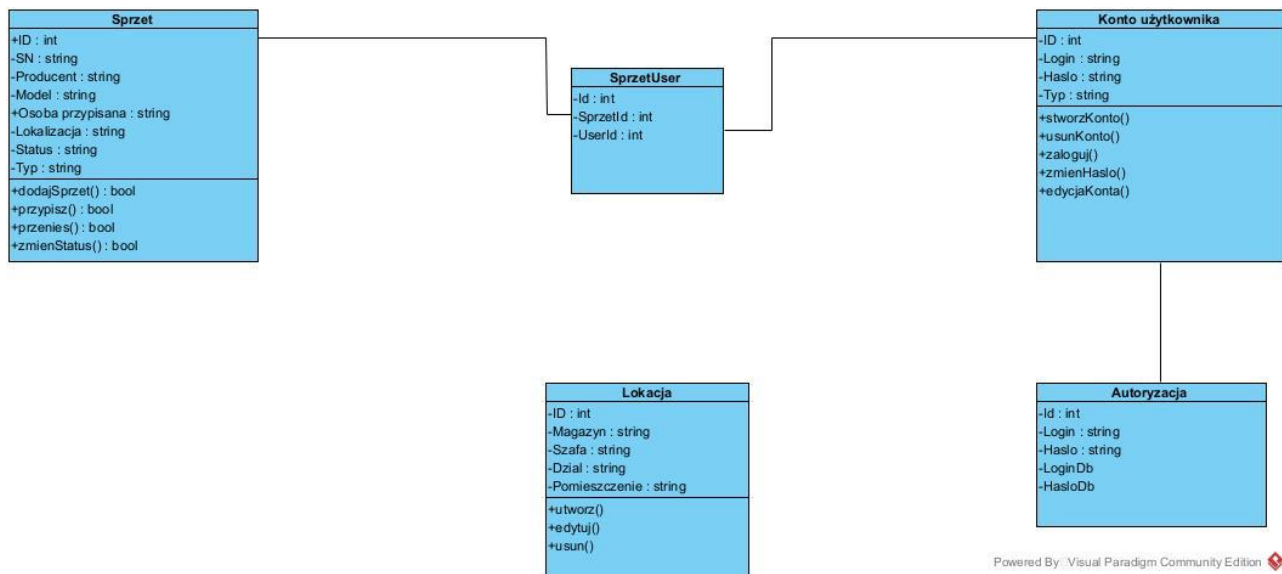 Sprzet
+ID : int
-SN : string
-Producent : string
-Model : string
+Osoba przypisana : string
-Lokalizacja : string
-Status : string
-Typ : string
+dodajSprzet() : bool
+przypisz() : bool
+przenies() : bool
+zmienStatus() : bool
SprzetUser
-Id : int
-SprzetId : int
-UserId : int
Konto użytkownika
-ID : int
-Login : string
-Haslo : string
-Typ : string
+stworzKonto()
+usunKonto()
+zaloguj()
+zmienHaslo()
+edycjaKonta()
Lokacja
-ID : int
-Magazyn : string
-Szafa : string
-Dzial : string
-Pomieszczenie : string
+utworz()
+edytuj()
+usun()
Autoryzacja
-Id : int
-Login : string
-Haslo : string
-LoginDb
-HasloDb
Powered By Visual Paradigm Community Edition